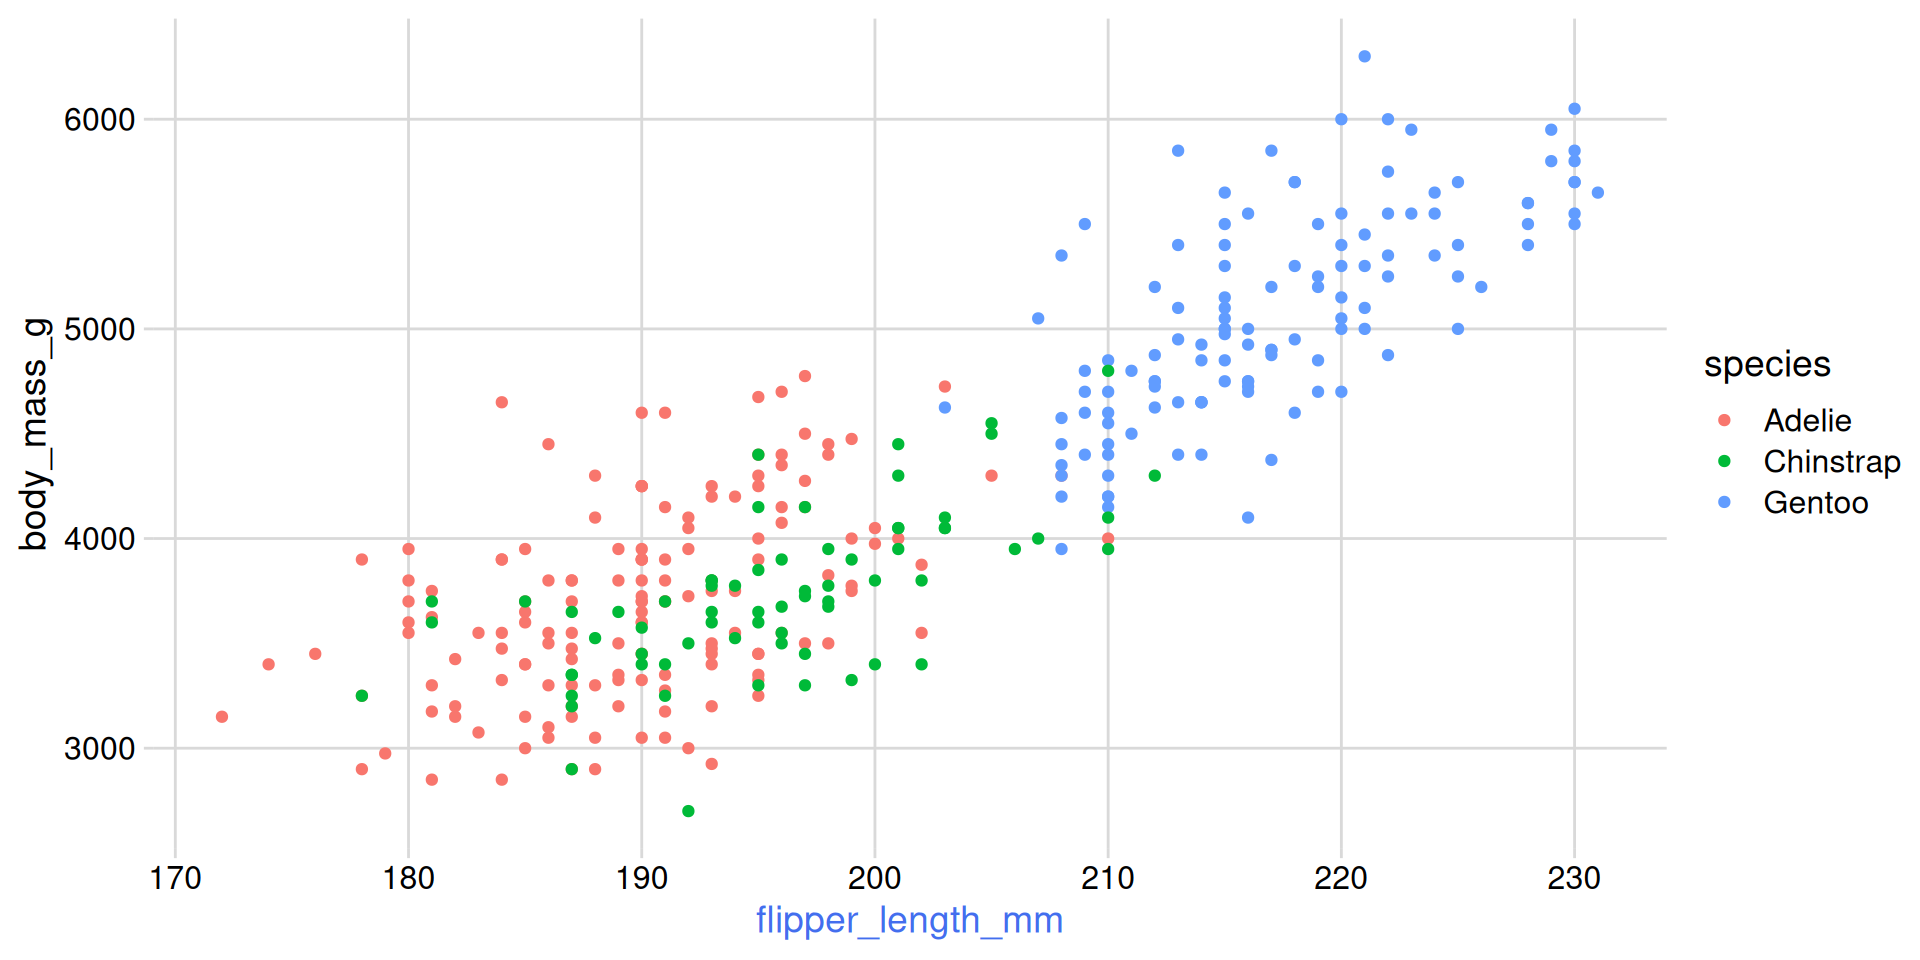 body_mass_g
6000
5000
4000
3000
170 180 190 200 210 220 230
flipper_length_mm
species
Adelie
Chinstrap
Gentoo